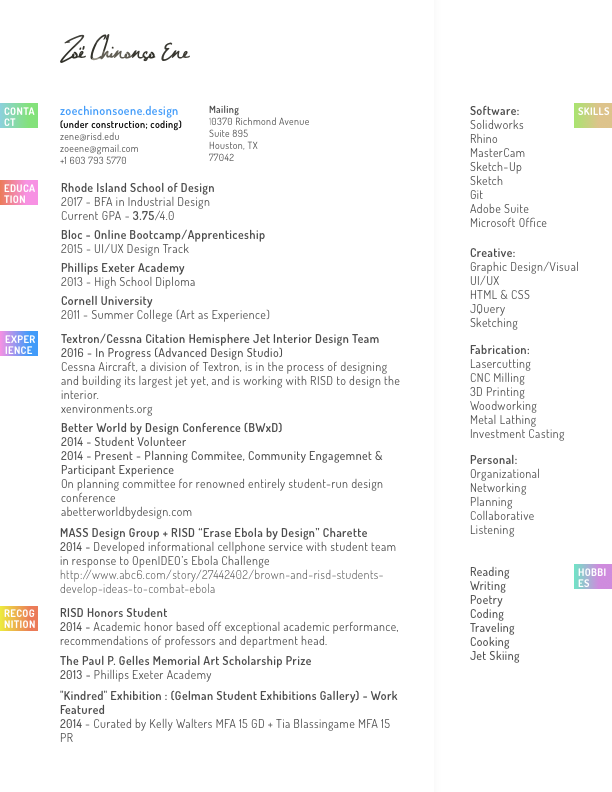 Zoë Chinonso Ene
CONTA
CT
zoechinonsoene.design
(under construction; coding)
zene@risd.edu
zoeene@gmail.com
+1 603 793 5770
Mailing
10370 Richmond Avenue
Suite 895
Houston, TX
77042
EDUCA
TION
Rhode Island School of Design
2017 - BFA in Industrial Design
Current GPA - 3.75/4.0
Bloc - Online Bootcamp/Apprenticeship
2015 - UI/UX Design Track
Phillips Exeter Academy
2013 - High School Diploma
Cornell University
2011 - Summer College (Art as Experience)
EXPER
IENCE
Textron/Cessna Citation Hemisphere Jet Interior Design Team
2016 - In Progress (Advanced Design Studio)
Cessna Aircraft, a division of Textron, is in the process of designing
and building its largest jet yet, and is working with RISD to design the
interior.
xenvironments.org
Better World by Design Conference (BWxD)
2014 - Student Volunteer
2014 - Present - Planning Commitee, Community Engagemnet &
Participant Experience
On planning committee for renowned entirely student-run design
conference
abetterworldbydesign.com
MASS Design Group + RISD "Erase Ebola by Design" Charette
2014 - Developed informational cellphone service with student team
in response to OpenIDEO's Ebola Challenge
http://www.abc6.com/story/27442402/brown-and-risd-students-
develop-ideas-to-combat-ebola
RECOG
NITION
RISD Honors Student
2014 - Academic honor based off exceptional academic performance,
recommendations of professors and department head.
The Paul P. Gelles Memorial Art Scholarship Prize
2013 - Phillips Exeter Academy
"Kindred" Exhibition : (Gelman Student Exhibitions Gallery) - Work
Featured
2014 - Curated by Kelly Walters MFA 15 GD + Tia Blassingame MFA 15
PR
SKILLS
Software:
Solidworks
Rhino
MasterCam
Sketch-Up
Sketch
Git
Adobe Suite
Microsoft Office
Creative:
Graphic Design/Visual
UI/UX
HTML & CSS
JQuery
Sketching
Fabrication:
Lasercutting
CNC Milling
3D Printing
Woodworking
Metal Lathing
Investment Casting
Personal:
Organizational
Networking
Planning
Collaborative
Listening
HOBBI
ES
Reading
Writing
Poetry
Coding
Traveling
Cooking
Jet Skiing